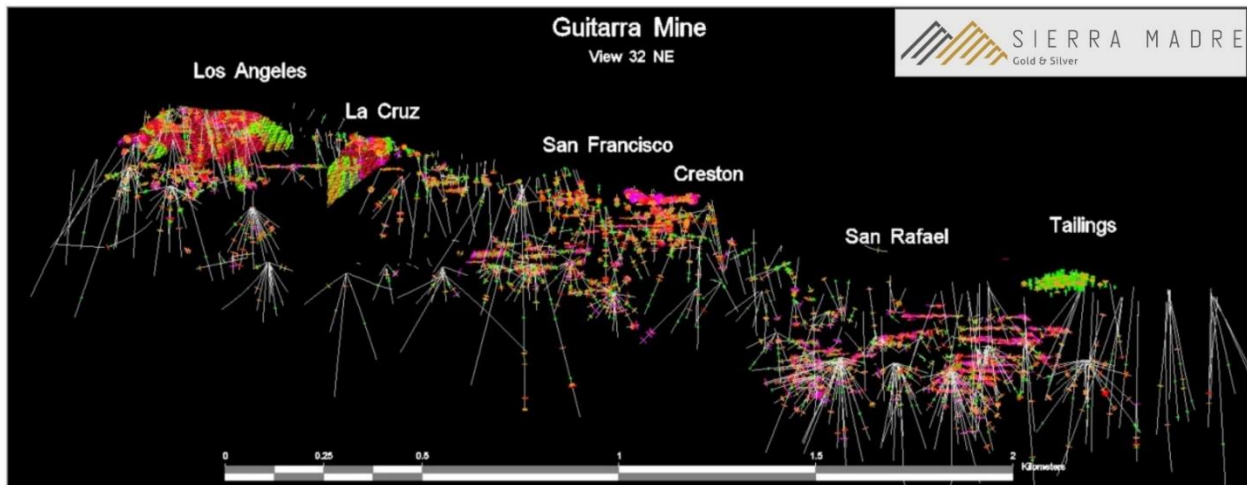 Guitarra Mine
View 32 NE
SIERRA MADRE
Gold & Silver
Los Angeles
La Cruz
San Francisco
Creston
San Rafael
Tailings
0 0.25 0.5 1 1.5 2
Kilometers